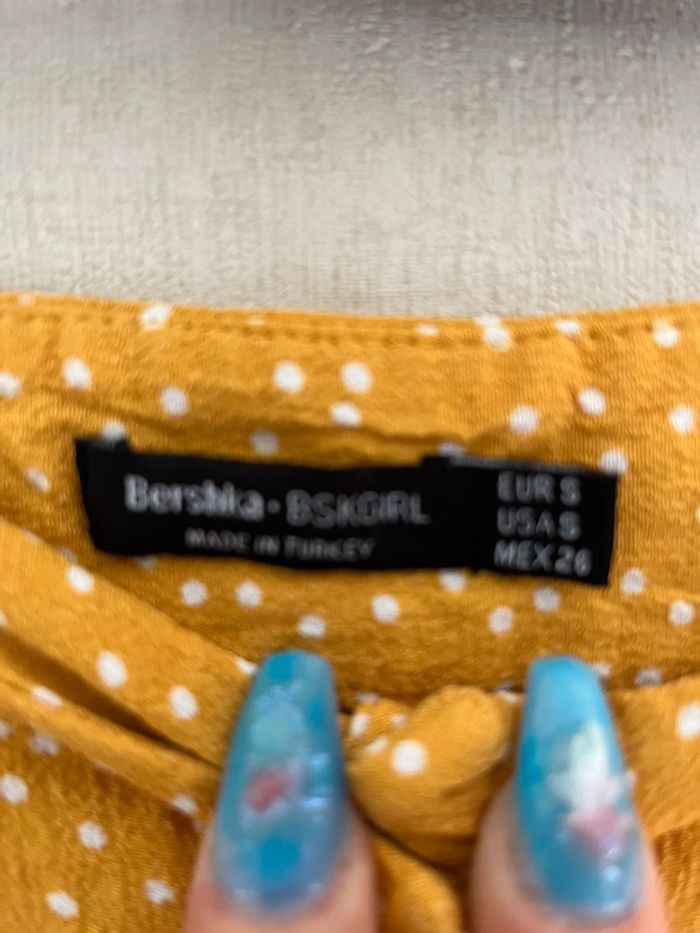 Bershka • BSKGIRL
MADE IN TURKEY
EUR S
USA S
MEX 26